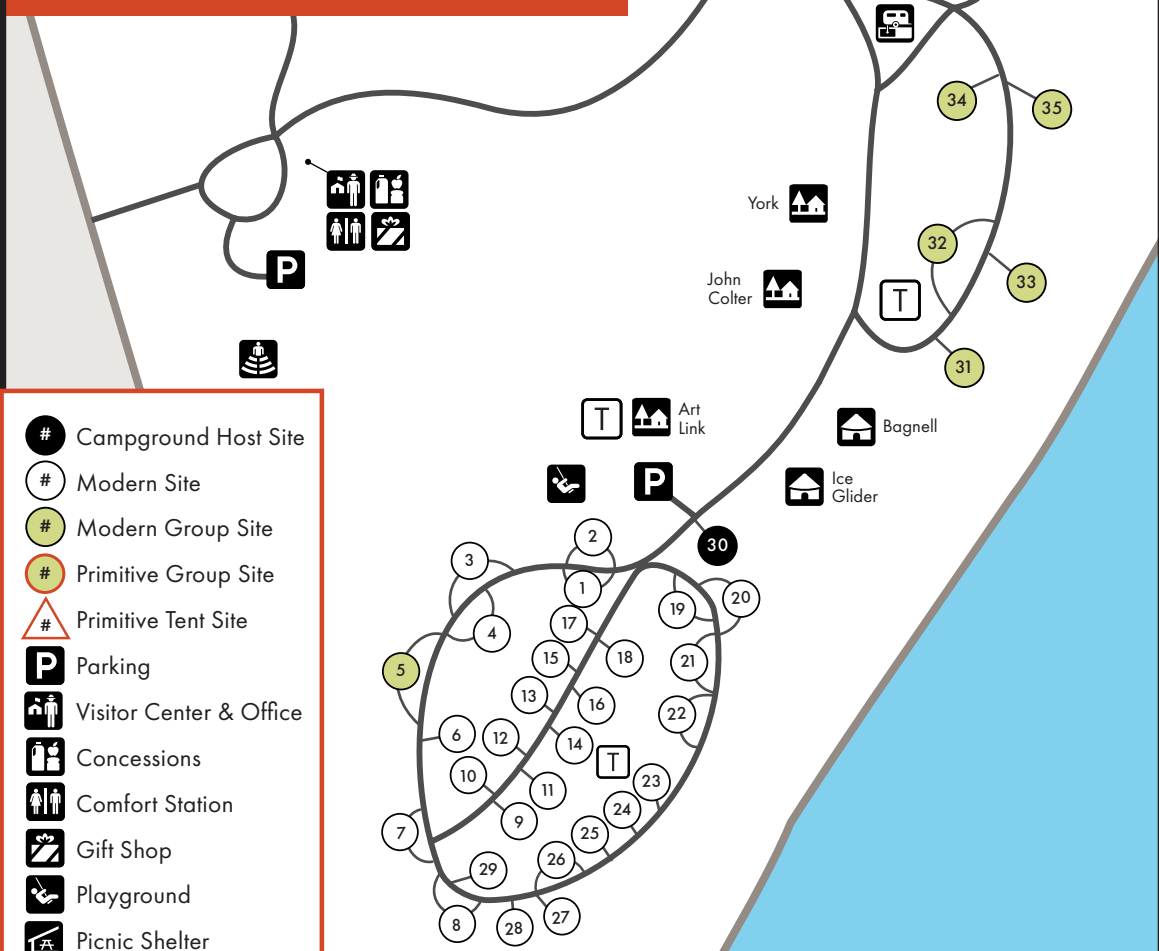 34
35
York
32
John
Colter
33
P
T
31
T
Art
Link
Bagnell
P
Ice
Glider
30
2
3
1
20
19
17
4
15
18
21
5
13
16
22
6
12
14
T
10
11
23
24
9
7
25
26
29
27
8
28
# Campground Host Site
# Modern Site
# Modern Group Site
# Primitive Group Site
# Primitive Tent Site
P Parking
Visitor Center & Office
Concessions
Comfort Station
Gift Shop
Playground
Picnic Shelter